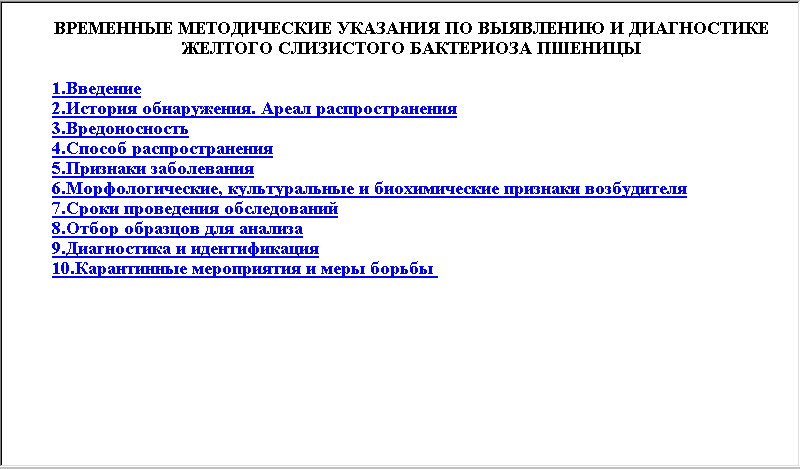 ВРЕМЕННЫЕ МЕТОДИЧЕСКИЕ УКАЗАНИЯ ПО ВЫЯВЛЕНИЮ И ДИАГНОСТИКЕ
ЖЕЛТОГО СЛИЗИСТОГО БАКТЕРИОЗА ПШЕНИЦЫ
1.Введение
2.История обнаружения. Ареал распространения
3.Вредоносность
4.Способ распространения
5.Признаки заболевания
6.Морфологические, культуральные и биохимические признаки возбудителя
7.Сроки проведения обследований
8.Отбор образцов для анализа
9.Диагностика и идентификация
10.Карантинные мероприятия и меры борьбы